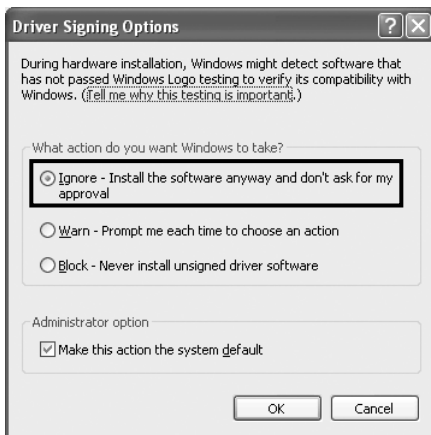 Driver Signing Options
During hardware installation, Windows might detect software that
has not passed Windows Logo testing to verify its compatibility with
Windows. (Tell me why this testing is important.)
What action do you want Windows to take?
Ignore - Install the software anyway and don't ask for my
approval
Warn - Prompt me each time to choose an action
Block - Never install unsigned driver software
Administrator option
Make this action the system default
OK Cancel